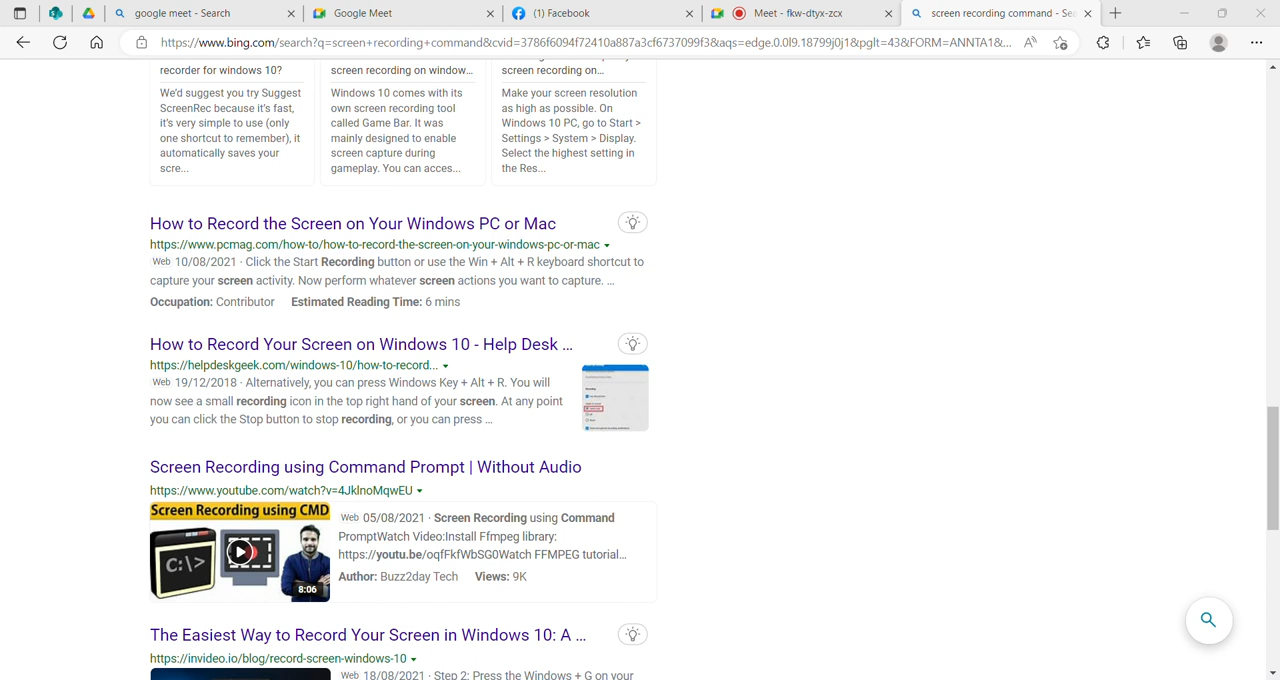 google meet - Search
Google Meet
(1) Facebook
Meet - fkw-dtyx-zcx
screen recording command - Sea
https://www.bing.com/search?q=screen+recording+command&cvid=3786f6094f72410a887a3cf6737099f3&aqs=edge.0.0l9.18799j0j1&pglt=43&FORM=ANNTA1&...
recorder for windows 10?
We'd suggest you try Suggest
ScreenRec because it's fast,
it's very simple to use (only
one shortcut to remember), it
automatically saves your
scre...
screen recording on window...
Windows 10 comes with its
own screen recording tool
called Game Bar. It was
mainly designed to enable
screen capture during
gameplay. You can acces...
screen recording on...
Make your screen resolution
as high as possible. On
Windows 10 PC, go to Start >
Settings > System > Display.
Select the highest setting in
the Res...
How to Record the Screen on Your Windows PC or Mac
https://www.pcmag.com/how-to/how-to-record-the-screen-on-your-windows-pc-or-mac
Web 10/08/2021 · Click the Start Recording button or use the Win + Alt + R keyboard shortcut to
capture your screen activity. Now perform whatever screen actions you want to capture. ...
Occupation: Contributor Estimated Reading Time: 6 mins
How to Record Your Screen on Windows 10 - Help Desk ...
https://helpdeskgeek.com/windows-10/how-to-record...
Web 19/12/2018 · Alternatively, you can press Windows Key + Alt + R. You will
now see a small recording icon in the top right hand of your screen. At any point
you can click the Stop button to stop recording, or you can press ...
Screen Recording using Command Prompt | Without Audio
https://www.youtube.com/watch?v=4JklnoMqwEU
Screen Recording using CMD
C:\>
8:06
Web 05/08/2021 · Screen Recording using Command
PromptWatch Video:Install Ffmpeg library:
https://youtu.be/oqfFkfWbSG0Watch FFMPEG tutorial...
Author: Buzz2day Tech Views: 9K
The Easiest Way to Record Your Screen in Windows 10: A ...
https://invideo.io/blog/record-screen-windows-10
Web 18/08/2021 · Step 2: Press the Windows + G on your